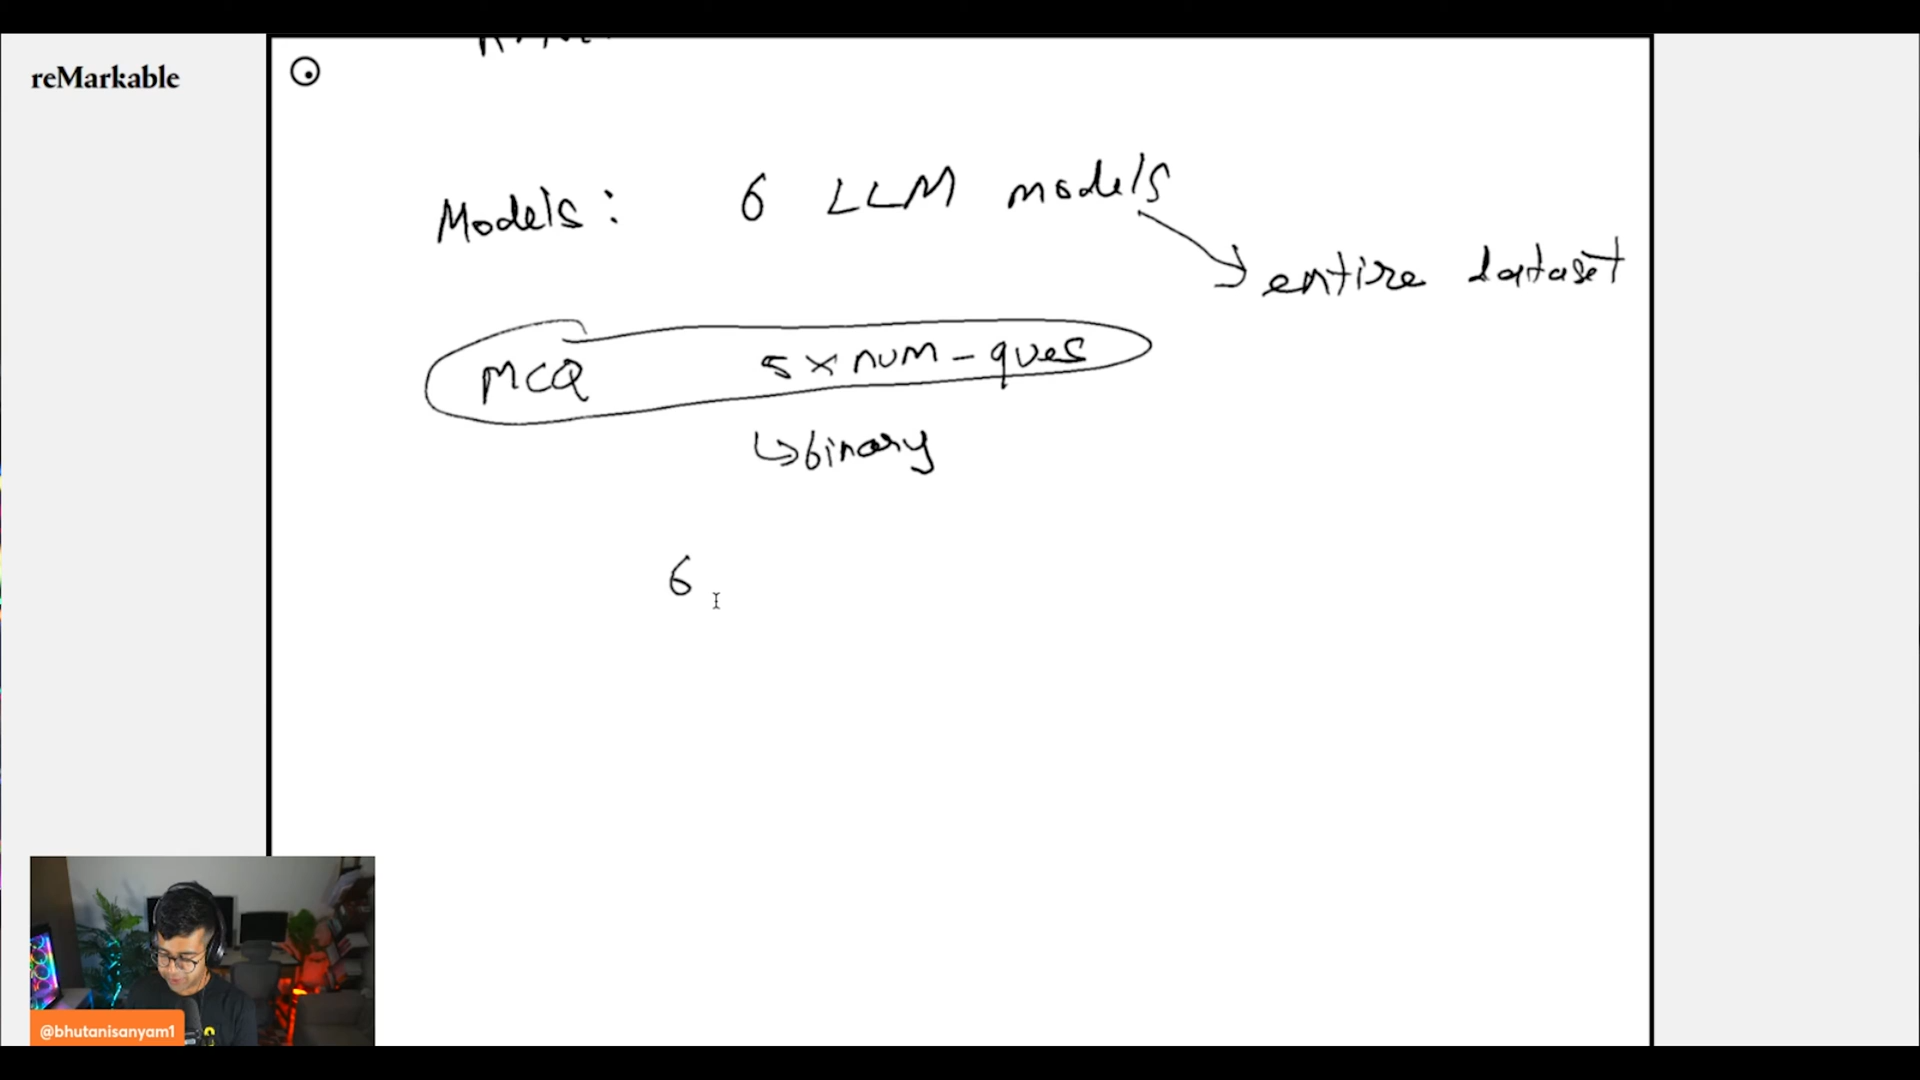 reMarkable
Models: 6 LLM models
entire dataset
MCQ 5 x num - ques
binary
6
@bhutanisanyam1